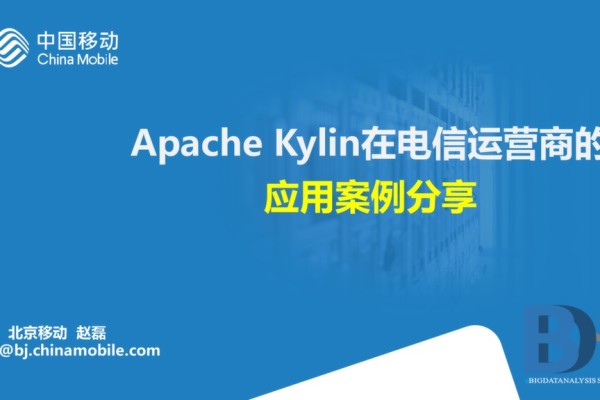 中国移动
China Mobile
Apache Kylin在电信运营商的
应用案例分享
北京移动 赵磊
@bj.chinamobile.com
BD
BIGDATANALYSIS S